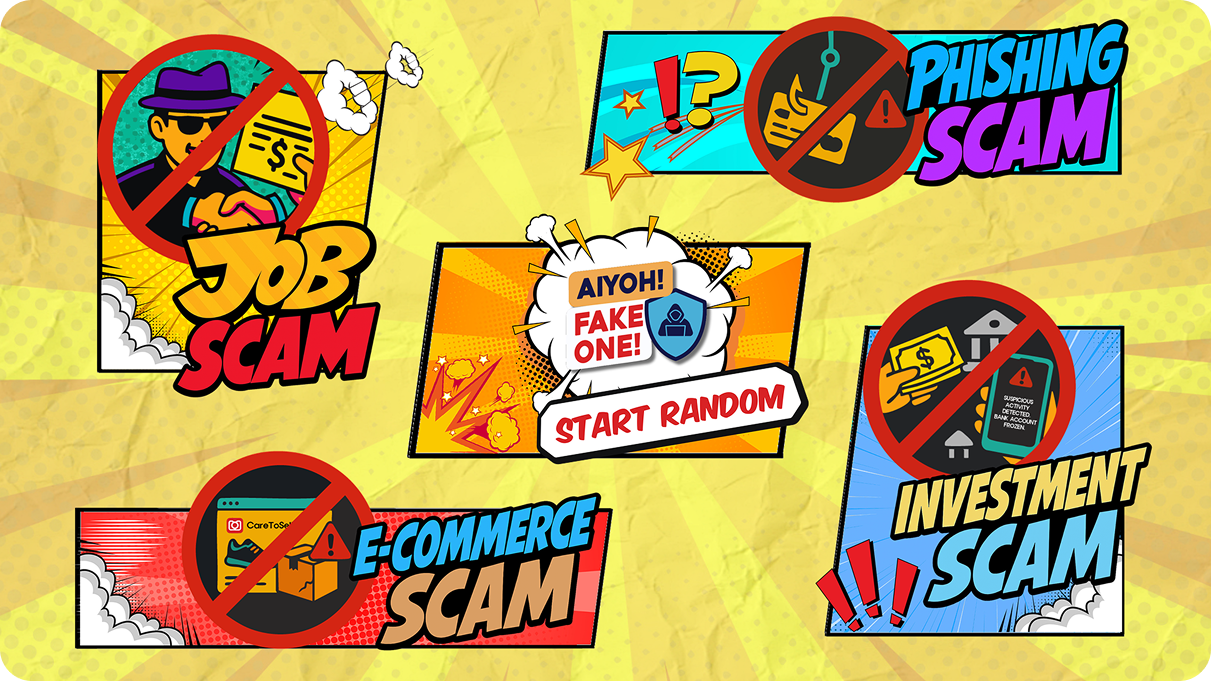 JOB
SCAM
$
!?
PHISHING
SCAM
AIYOH!
FAKE
ONE!
START RANDOM
$
SUSPICIOUS
ACTIVITY
DETECTED.
BANK ACCOUNT
FROZEN.
INVESTMENT
SCAM
!!!
CareToSel
E-COMMERCE
SCAM